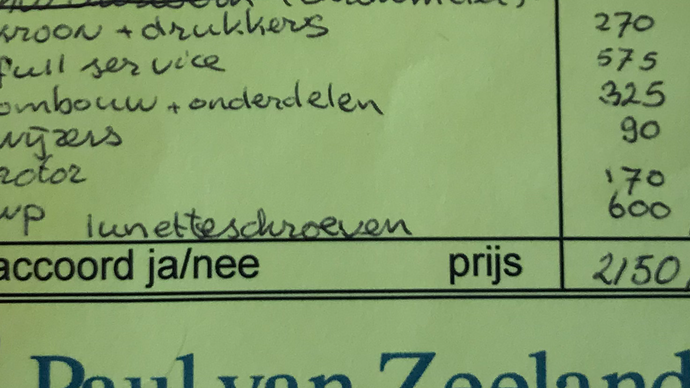 kroon + drukkers 270
full service 575
ombouw + onderdelen 325
wijzers 90
rotor 170
wp lunetteschroeven 600
accoord ja/nee prijs 2150,
Paul van Zeeland